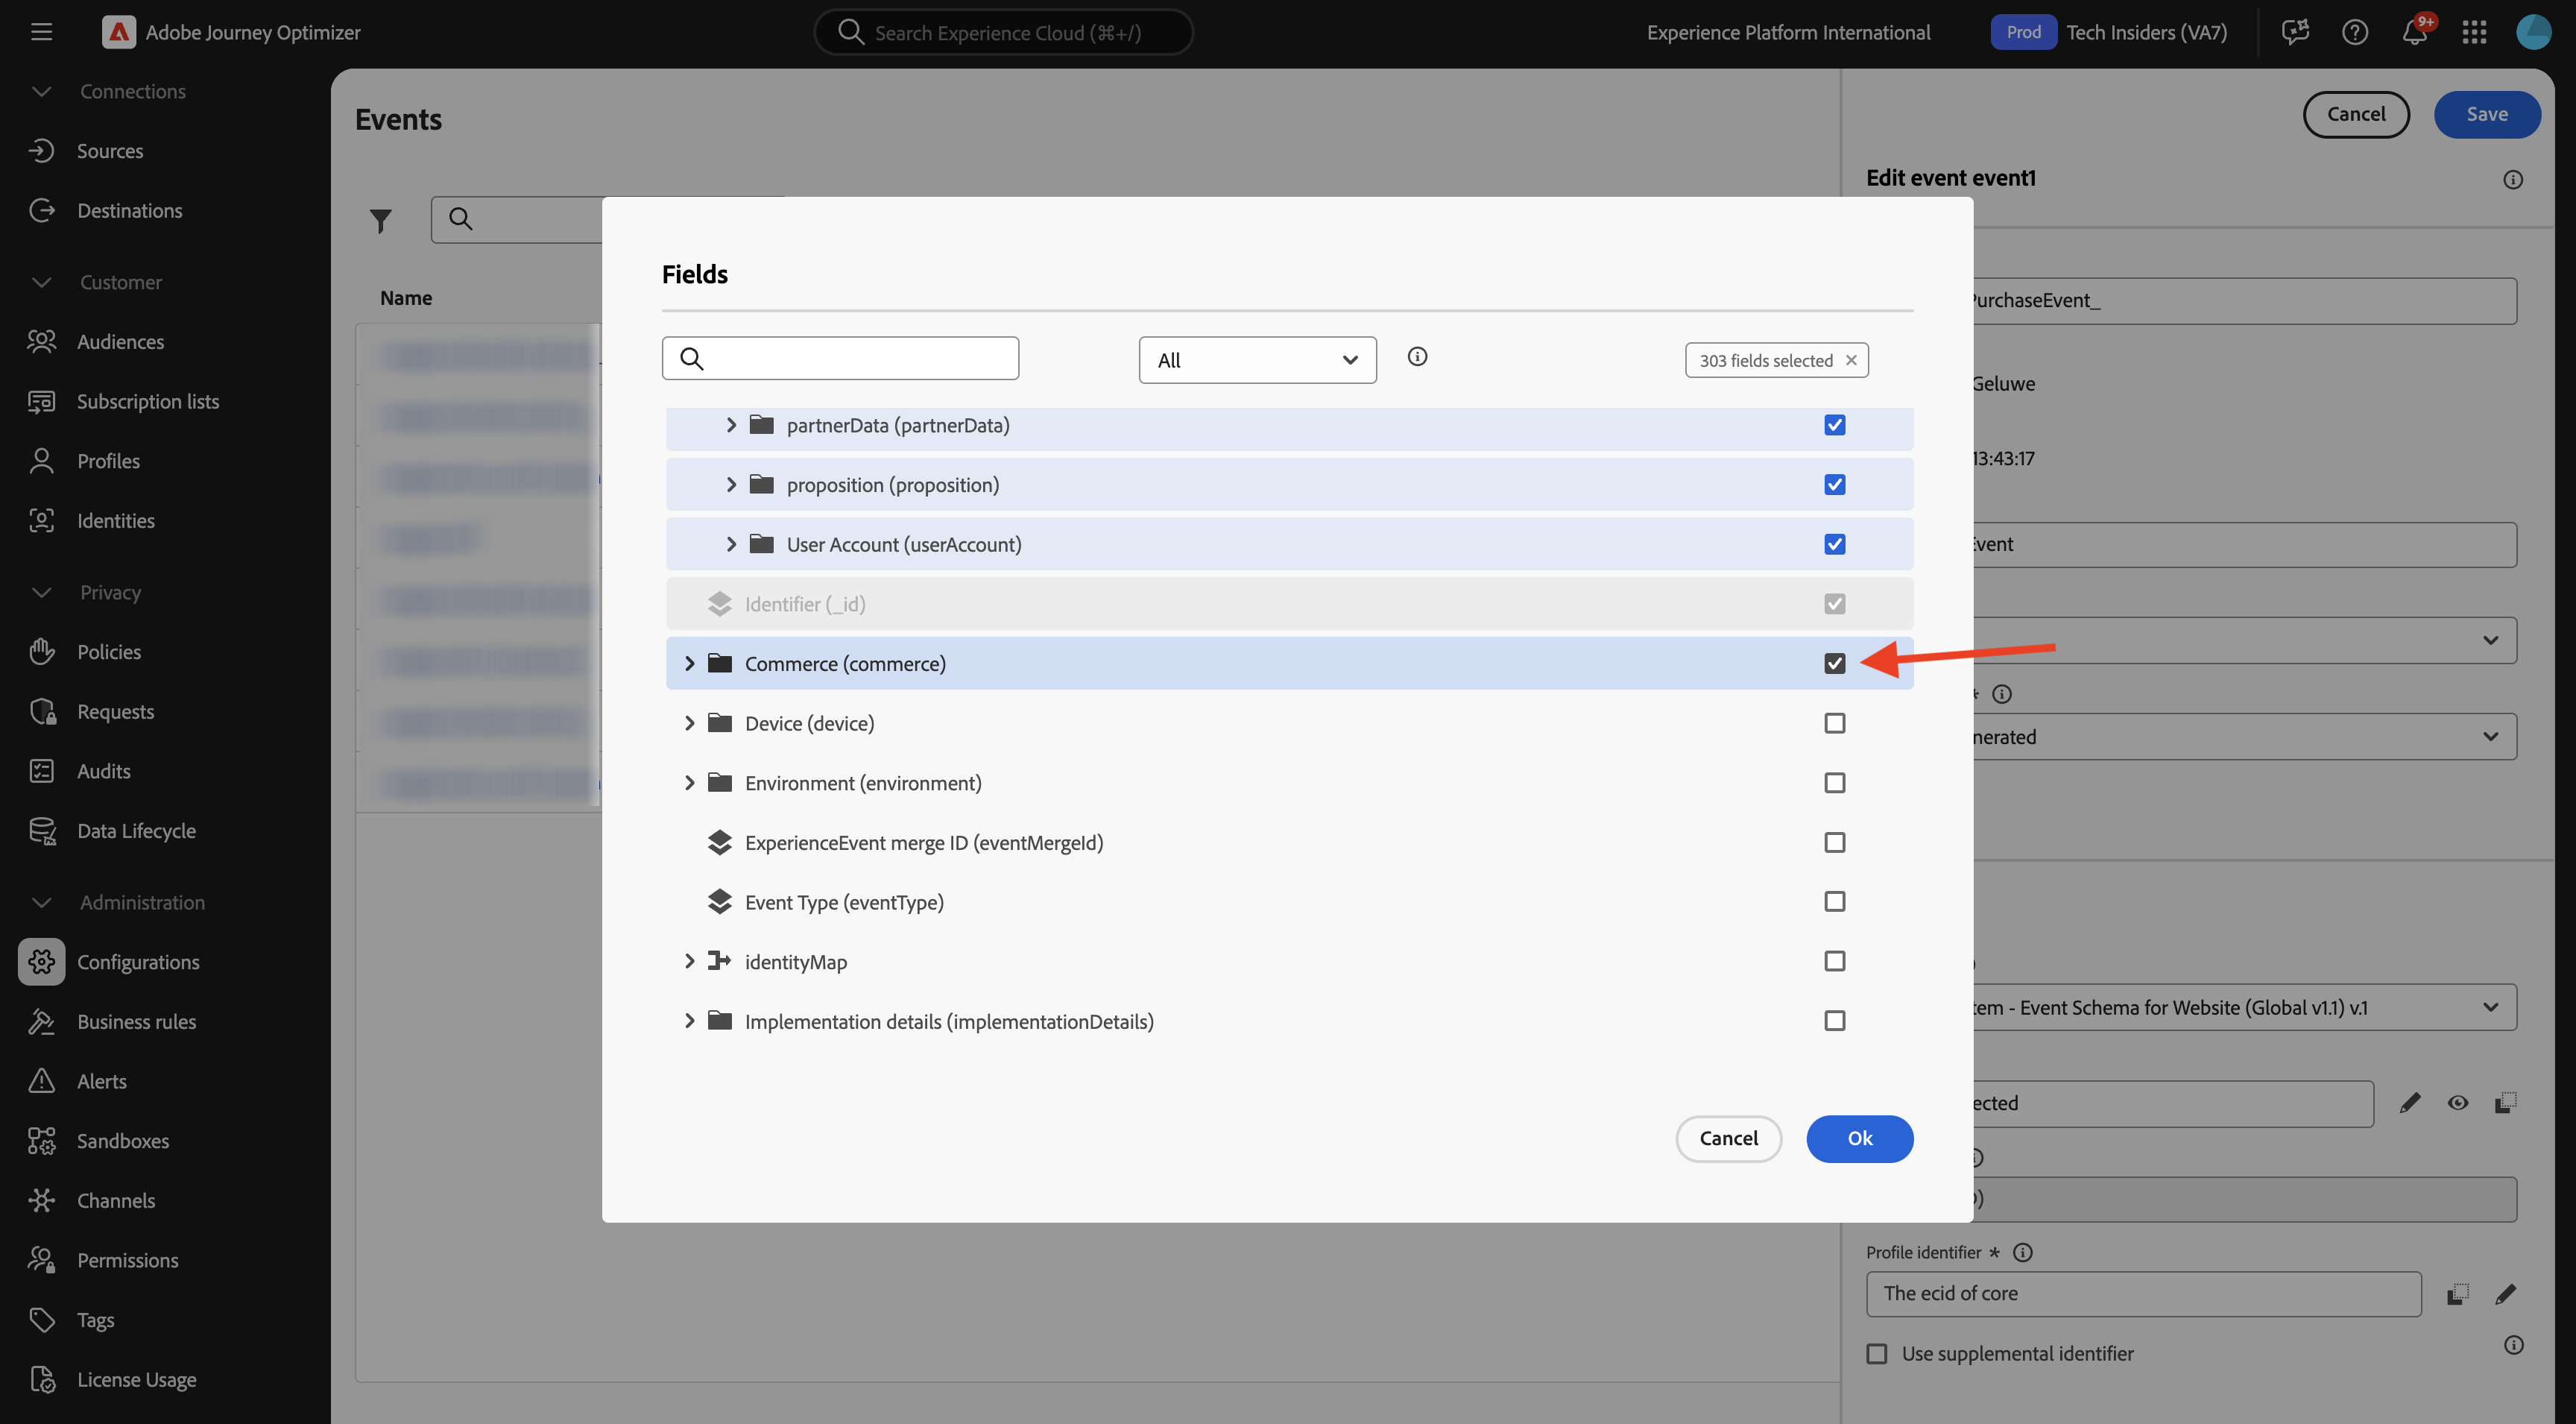 Adobe Journey Optimizer
Search Experience Cloud (⌘+/)
Experience Platform International
Prod
Tech Insiders (VA7)
9+
Connections
Sources
Destinations
Customer
Audiences
Subscription lists
Profiles
Identities
Privacy
Policies
Requests
Audits
Data Lifecycle
Administration
Configurations
Business rules
Alerts
Sandboxes
Channels
Permissions
Tags
License Usage
Events
Name
Fields
All
303 fields selected
partnerData (partnerData)
proposition (proposition)
User Account (userAccount)
Identifier (_id)
Commerce (commerce)
Device (device)
Environment (environment)
ExperienceEvent merge ID (eventMergeId)
Event Type (eventType)
identityMap
Implementation details (implementationDetails)
Cancel
Ok
Cancel
Save
Edit event event1
PurchaseEvent_
Geluwe
13:43:17
Event
*
nerated
tem - Event Schema for Website (Global v1.1) v.1
ected
Profile identifier *
The ecid of core
Use supplemental identifier